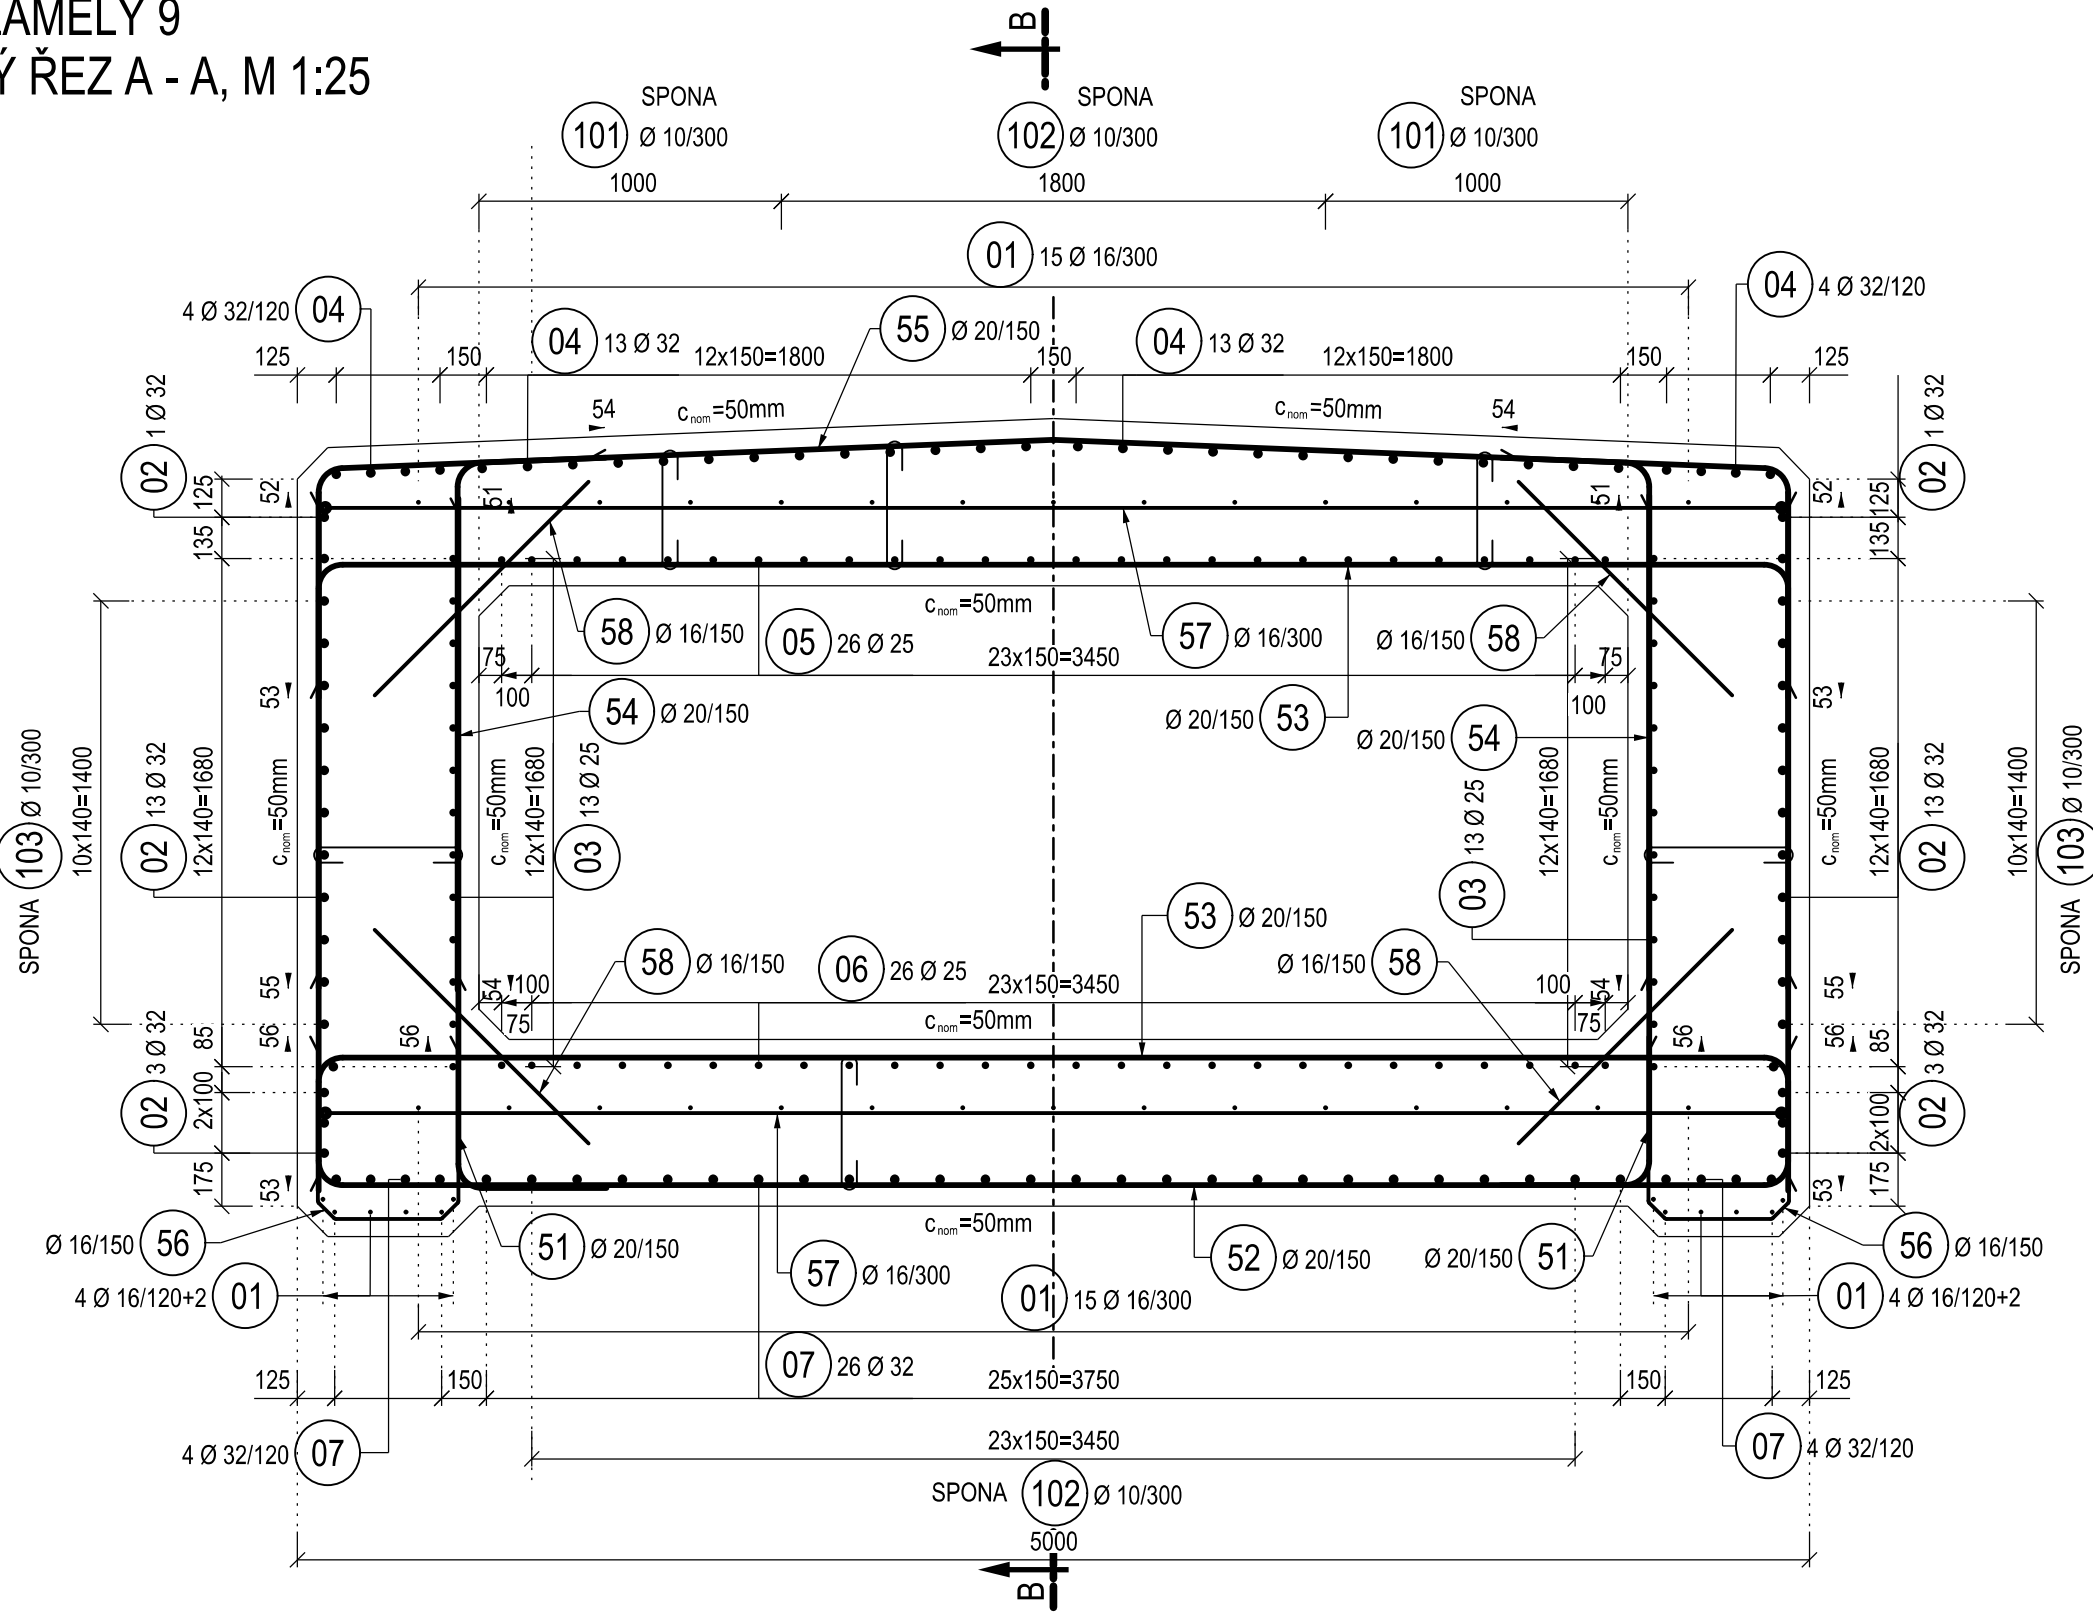 LAMELY 9
Ý ŘEZ A - A, M 1:25
B
SPONA
101 Ø 10/300
1000
SPONA
102 Ø 10/300
1800
SPONA
101 Ø 10/300
1000
01 15 Ø 16/300
4 Ø 32/120 04
04 13 Ø 32
55 Ø 20/150
04 13 Ø 32
04 4 Ø 32/120
125
150
12x150=1800
150
12x150=1800
150
125
54
cnom=50mm
cnom=50mm
54
02 1 Ø 32
125
135
52
51
51
52
125
135
02 1 Ø 32
cnom=50mm
58 Ø 16/150
05 26 Ø 25
57 Ø 16/300
Ø 16/150 58
75
23x150=3450
75
100
100
53
53
54 Ø 20/150
Ø 20/150 53
Ø 20/150 54
SPONA 103 Ø 10/300
10x140=1400
02 13 Ø 32
12x140=1680
cnom=50mm
cnom=50mm
12x140=1680
03 13 Ø 25
03 13 Ø 25
12x140=1680
cnom=50mm
cnom=50mm
12x140=1680
02 13 Ø 32
10x140=1400
SPONA 103 Ø 10/300
53 Ø 20/150
58 Ø 16/150
06 26 Ø 25
Ø 16/150 58
55
54
100
23x150=3450
100
54
55
75
cnom=50mm
75
56
56
56
56
02 3 Ø 32
85
2x100
175
85
2x100
175
02 3 Ø 32
53
53
cnom=50mm
Ø 16/150 56
51 Ø 20/150
57 Ø 16/300
52 Ø 20/150
Ø 20/150 51
56 Ø 16/150
4 Ø 16/120+2 01
01 15 Ø 16/300
01 4 Ø 16/120+2
07 26 Ø 32
125
150
25x150=3750
150
125
4 Ø 32/120 07
23x150=3450
07 4 Ø 32/120
SPONA 102 Ø 10/300
5000
B